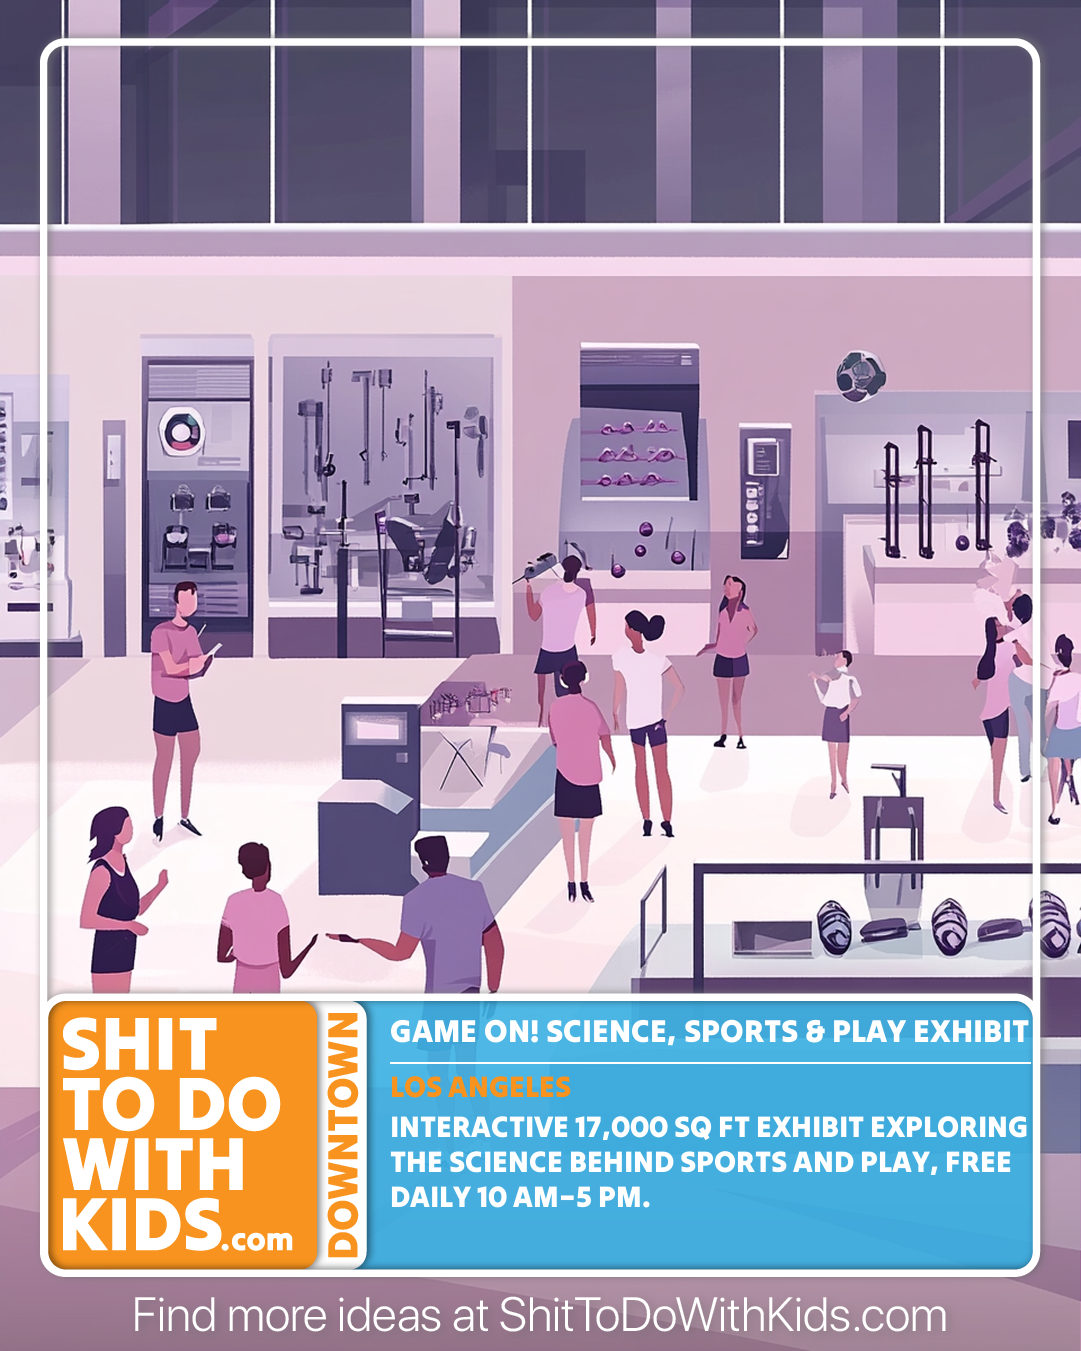 SHIT
TO DO
WITH
KIDS.com
DOWNTOWN
GAME ON! SCIENCE, SPORTS & PLAY EXHIBIT
LOS ANGELES
INTERACTIVE 17,000 SQ FT EXHIBIT EXPLORING
THE SCIENCE BEHIND SPORTS AND PLAY, FREE
DAILY 10 AM–5 PM.
Find more ideas at ShitToDoWithKids.com